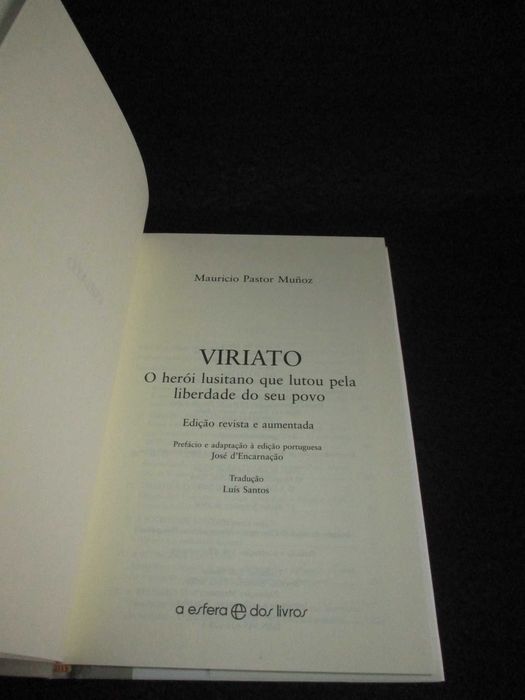 Mauricio Pastor Muñoz
VIRIATO
O herói lusitano que lutou pela
liberdade do seu povo
Edição revista e aumentada
Prefácio e adaptação à edição portuguesa
José d'Encarnação
Tradução
Luís Santos
a esfera dos livros